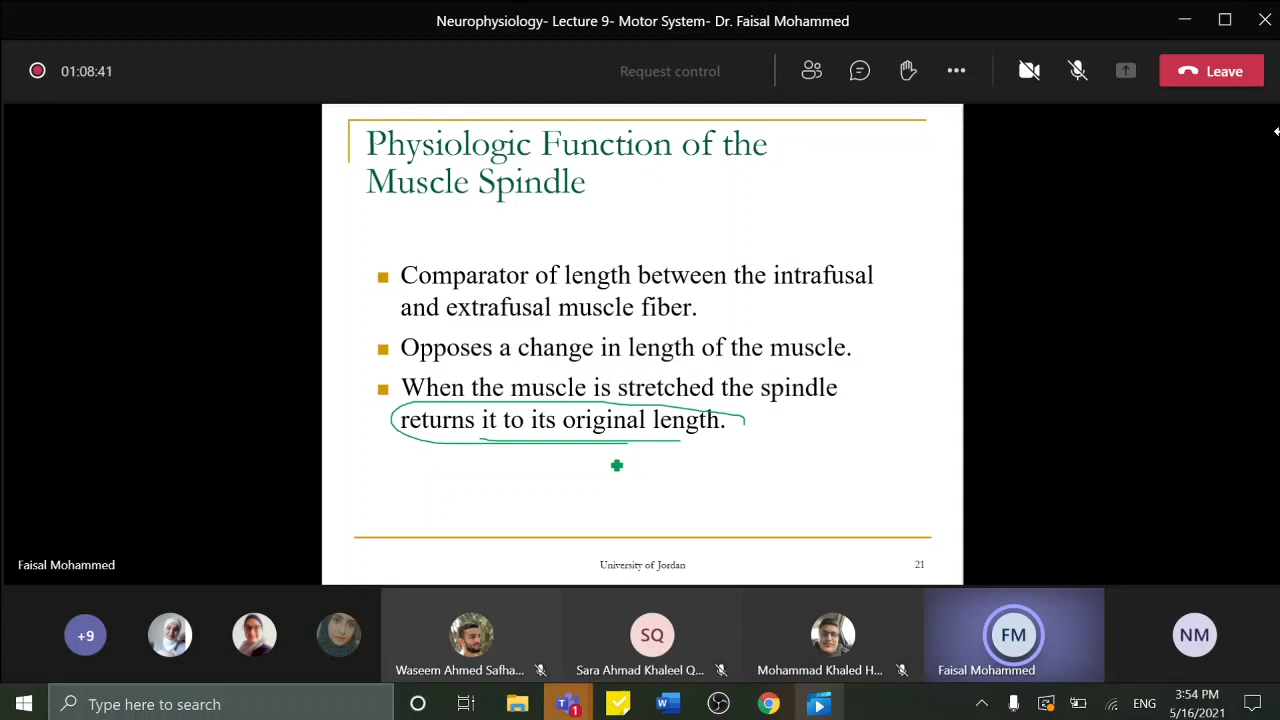 Neurophysiology- Lecture 9- Motor System- Dr. Faisal Mohammed
01:08:41
Request control
Leave
Physiologic Function of the
Muscle Spindle
Comparator of length between the intrafusal
and extrafusal muscle fiber.
Opposes a change in length of the muscle.
When the muscle is stretched the spindle
returns it to its original length.
University of Jordan
21
Faisal Mohammed
+9
SQ
FM
NM
Waseem Ahmed Safha...
Sara Ahmad Khaleel Q...
Mohammad Khaled H...
Faisal Mohammed
Type here to search
1
W
ENG
3:54 PM
5/16/2021